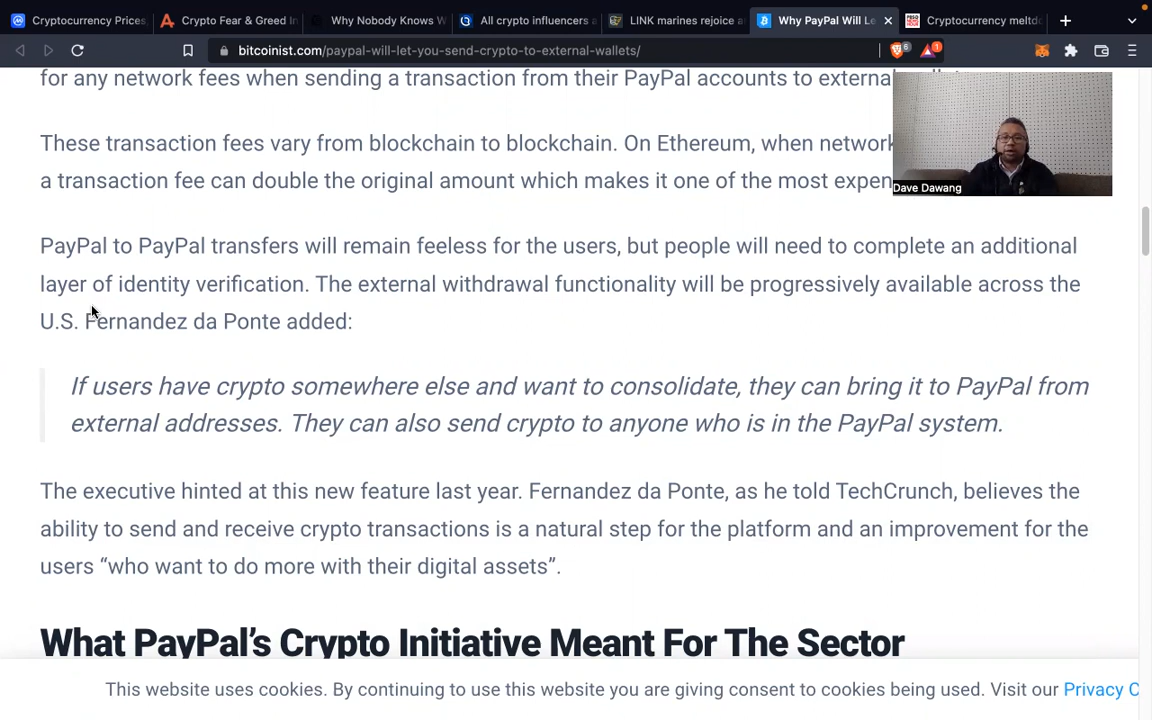 Cryptocurrency Prices,
Crypto Fear & Greed In
Why Nobody Knows W
All crypto influencers a
LINK marines rejoice a
Why PayPal Will Le
Cryptocurrency meltdo
bitcoinist.com/paypal-will-let-you-send-crypto-to-external-wallets/
6
1
for any network fees when sending a transaction from their PayPal accounts to external
These transaction fees vary from blockchain to blockchain. On Ethereum, when network
a transaction fee can double the original amount which makes it one of the most expen
Dave Dawang
PayPal to PayPal transfers will remain feeless for the users, but people will need to complete an additional
layer of identity verification. The external withdrawal functionality will be progressively available across the
U.S. Fernandez da Ponte added:
If users have crypto somewhere else and want to consolidate, they can bring it to PayPal from
external addresses. They can also send crypto to anyone who is in the PayPal system.
The executive hinted at this new feature last year. Fernandez da Ponte, as he told TechCrunch, believes the
ability to send and receive crypto transactions is a natural step for the platform and an improvement for the
users “who want to do more with their digital assets”.
What PayPal’s Crypto Initiative Meant For The Sector
This website uses cookies. By continuing to use this website you are giving consent to cookies being used. Visit our Privacy C